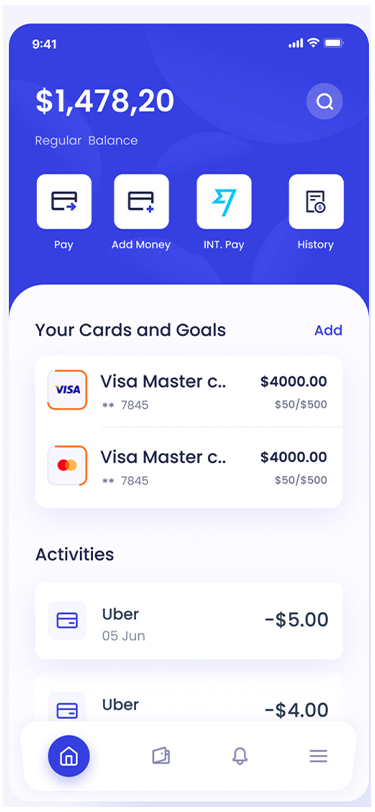 9:41
$1,478,20
Regular Balance
Pay Add Money INT. Pay History
Your Cards and Goals Add
VISA Visa Master c.. $4000.00
** 7845 $50/$500
Visa Master c.. $4000.00
** 7845 $50/$500
Activities
Uber -$5.00
05 Jun
Uber -$4.00